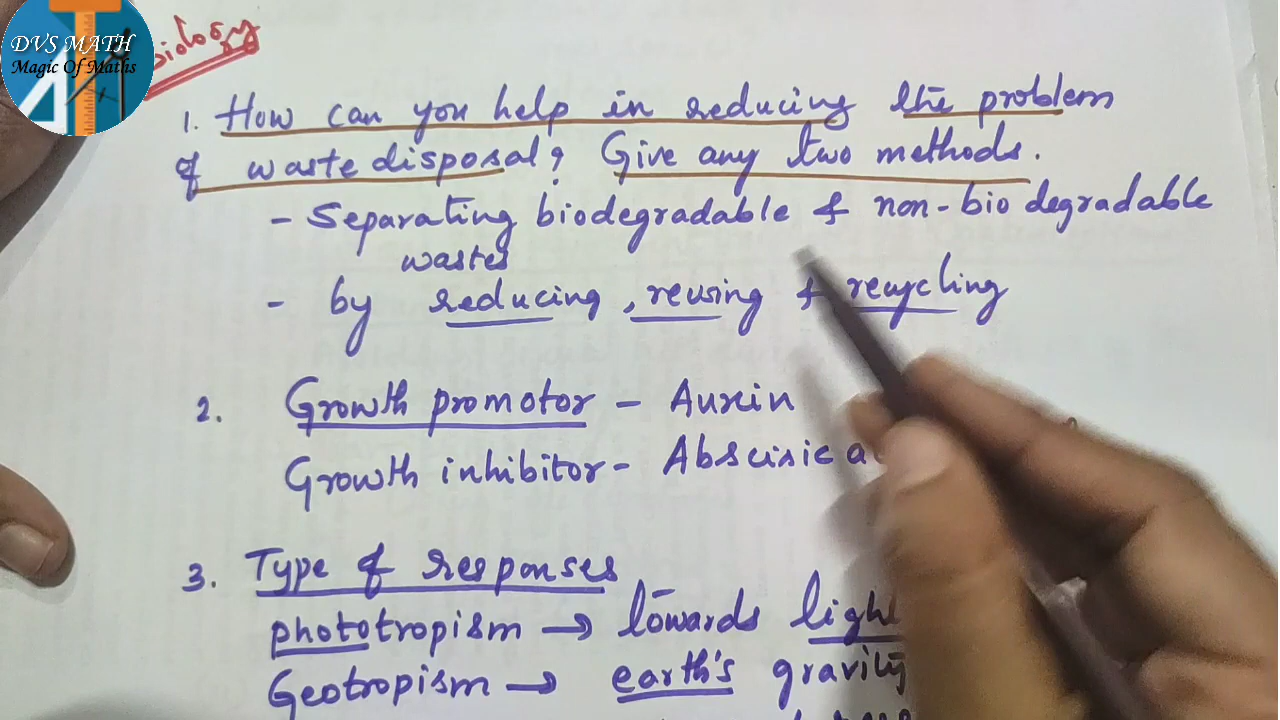 DVS MATH
Magic Of Maths
Biology
1. How can you help in reducing the problem
of waste disposal? Give any two methods.
- Separating biodegradable & non-biodegradable
wastes
- by reducing, reusing & recycling
2. Growth promotor - Auxin
Growth inhibitor - Abscisic
3. Type of responses
phototropism → towards light
Geotropism → earth's gravity